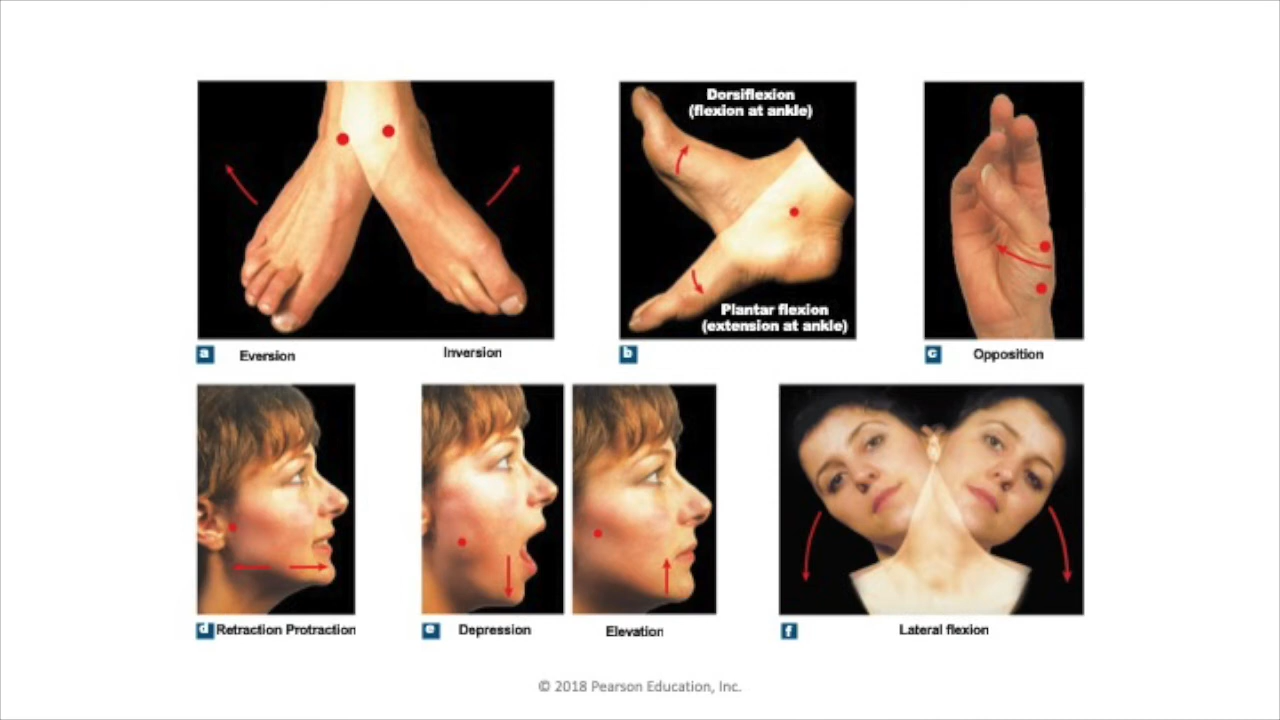 Dorsiflexion
(flexion at ankle)
Plantar flexion
(extension at ankle)
a Eversion Inversion
b
c Opposition
d Retraction Protraction
e Depression Elevation
f Lateral flexion
© 2018 Pearson Education, Inc.